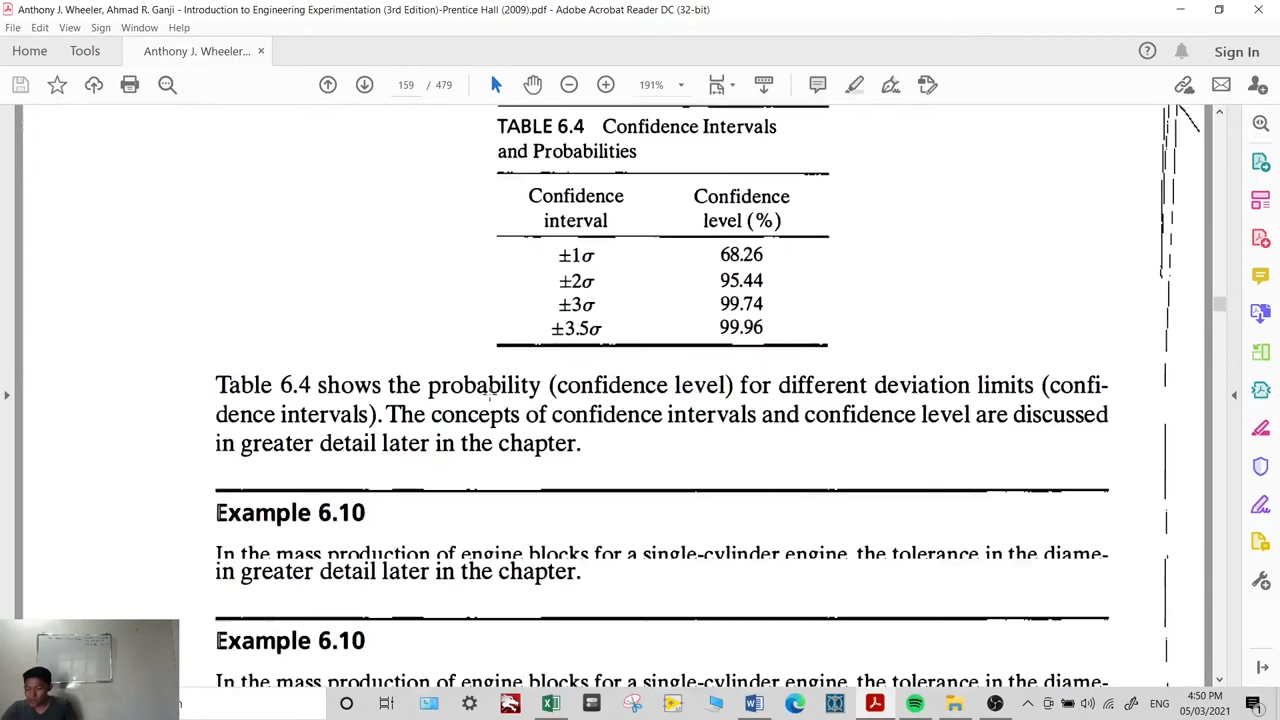 Anthony J. Wheeler, Ahmad R. Ganji - Introduction to Engineering Experimentation (3rd Edition)-Prentice Hall (2009).pdf - Adobe Acrobat Reader DC (32-bit)
File Edit View Sign Window Help
Home Tools Anthony J. Wheeler... × Sign In
159 / 479 191%
TABLE 6.4 Confidence Intervals
and Probabilities
Confidence Confidence
interval level (%)
±1σ 68.26
±2σ 95.44
±3σ 99.74
±3.5σ 99.96
Table 6.4 shows the probability (confidence level) for different deviation limits (confi-
dence intervals). The concepts of confidence intervals and confidence level are discussed
in greater detail later in the chapter.
Example 6.10
In the mass production of engine blocks for a single-cylinder engine, the tolerance in the diame-
in greater detail later in the chapter.
Example 6.10
In the mass production of engine blocks for a single-cylinder engine, the tolerance in the diame-
ENG
4:50 PM
05/03/2021